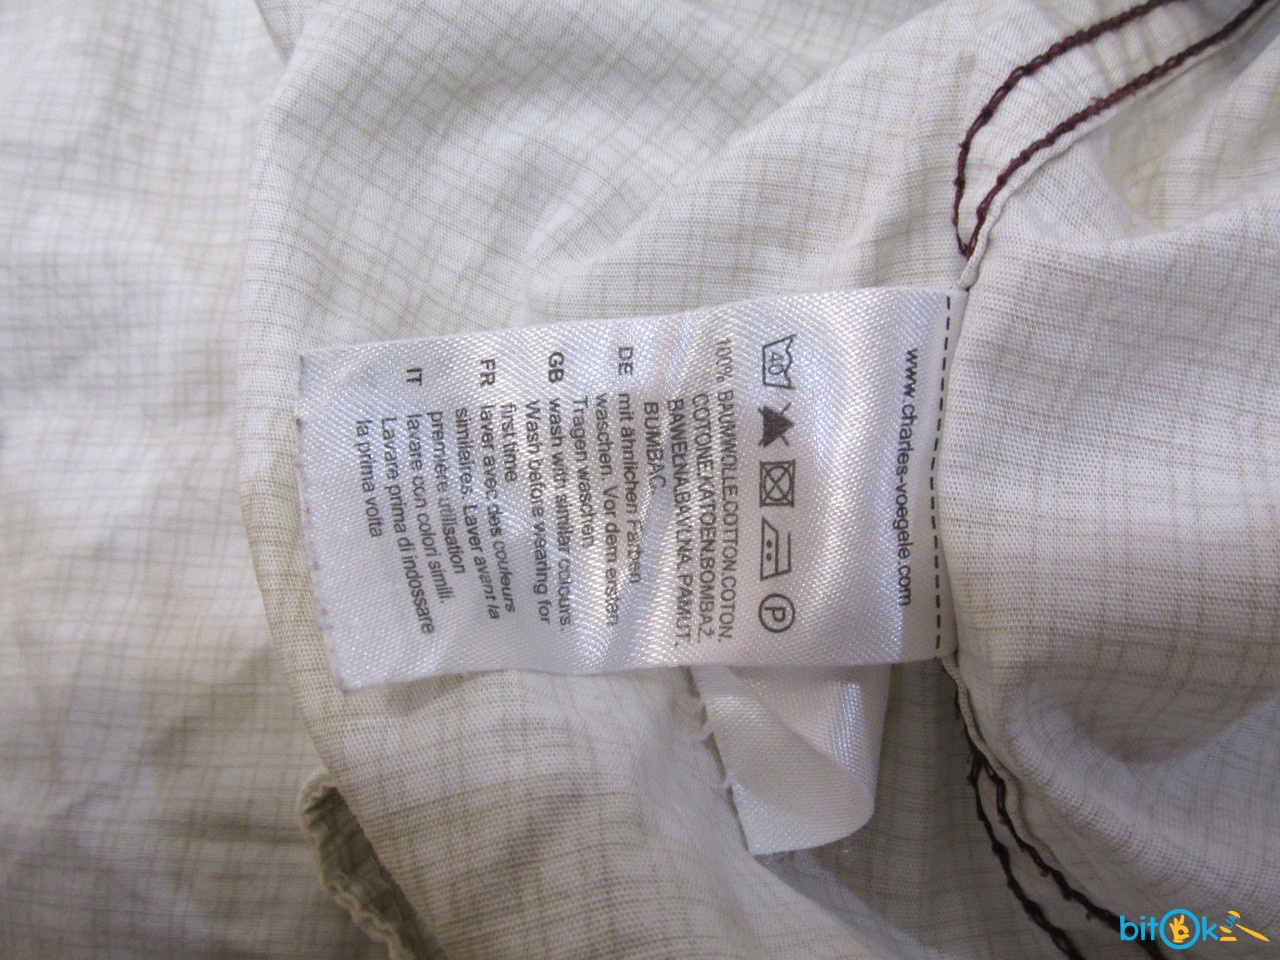 www.charles-voegele.com
40
P
100% BAUMWOLLE.COTTON.COTON.
COTONE.KATOEN.BOMBAŽ.
BAWEŁNA.BAVLNA.PAMUT.
BUMBAC
DE mit ähnlichen Farben
waschen. Vor dem ersten
Tragen waschen
GB wash with similar colours.
Wash before wearing for
first time
FR laver avec des couleurs
similaires. Laver avant la
première utilisation
IT lavare con colori simili.
Lavare prima di indossare
la prima volta
bitOk